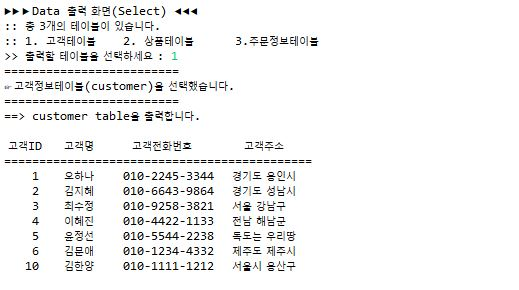 ▶▶▶Data 출력 화면(Select) ◀◀◀
:: 총 3개의 테이블이 있습니다.
:: 1. 고객테이블 2. 상품테이블 3.주문정보테이블
>> 출력할 테이블을 선택하세요 : 1
=========================
☞고객정보테이블(customer)을 선택했습니다.
=========================
==> customer table을 출력합니다.
고객ID 고객명 고객전화번호 고객주소
============================================
1 오하나 010-2245-3344 경기도 용인시
2 김지혜 010-6643-9864 경기도 성남시
3 최수정 010-9258-3821 서울 강남구
4 이혜진 010-4422-1133 전남 해남군
5 윤정선 010-5544-2238 독도는 우리땅
6 김문애 010-1234-4332 제주도 제주시
10 김한양 010-1111-1212 서울시 용산구